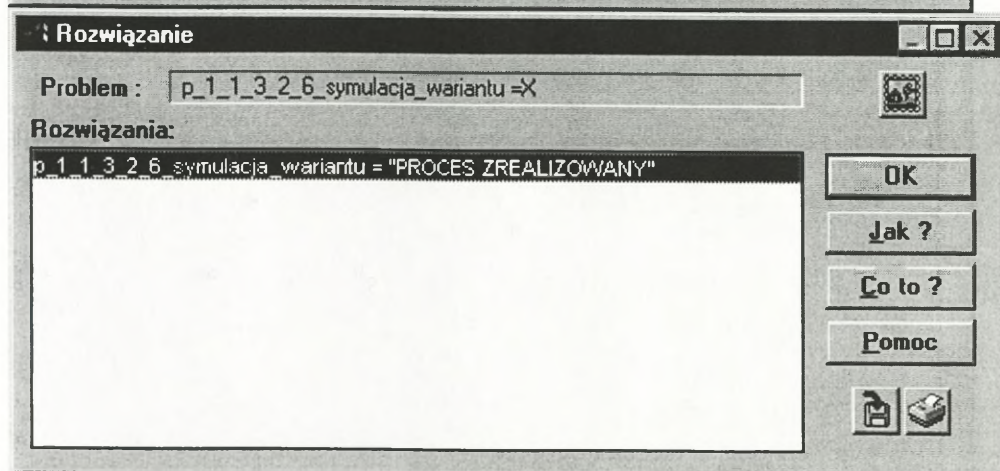 Rozwiązanie
Problem : p_1_1_3_2_6_symulacja_wariantu =X
Rozwiązania:
p_1_1_3_2_6_symulacja_wariantu = "PROCES ZREALIZOWANY"
OK
Jak ?
Co to ?
Pomoc